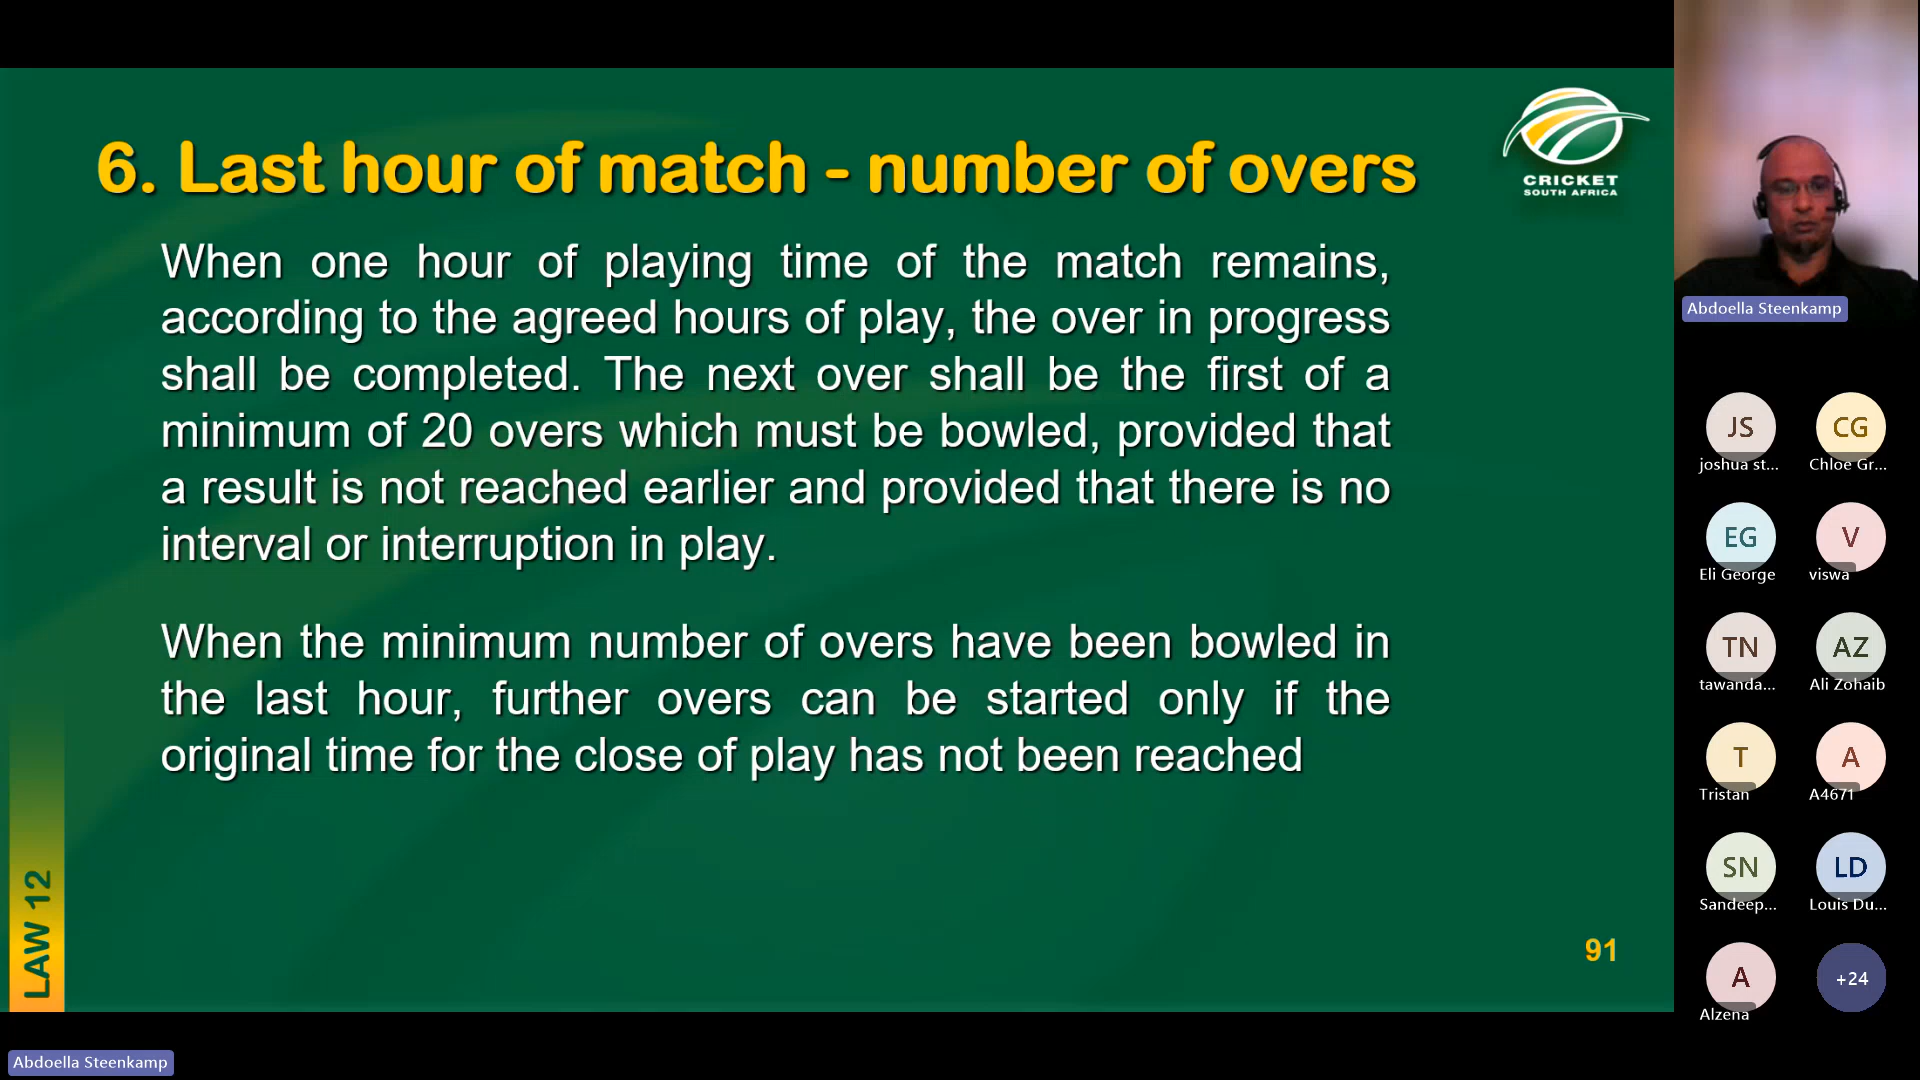 6. Last hour of match - number of overs
CRICKET
SOUTH AFRICA
When one hour of playing time of the match remains,
according to the agreed hours of play, the over in progress
shall be completed. The next over shall be the first of a
minimum of 20 overs which must be bowled, provided that
a result is not reached earlier and provided that there is no
interval or interruption in play.
When the minimum number of overs have been bowled in
the last hour, further overs can be started only if the
original time for the close of play has not been reached
LAW 12
91
Abdoella Steenkamp
Abdoella Steenkamp
JS
joshua st...
CG
Chloe Gr...
EG
Eli George
V
viswa
TN
tawanda...
AZ
Ali Zohaib
T
Tristan
A
A4671
SN
Sandeep...
LD
Louis Du...
A
Alzena
+24